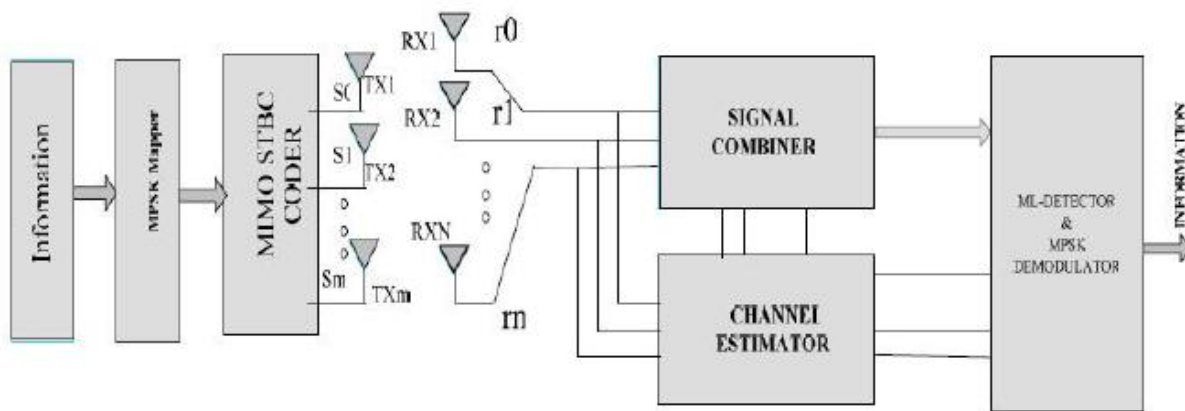 Information
MPSK Mapper
MIMO STBC
CODER
S0
TX1
S1
TX2
Sm
TXm
RX1
r0
RX2
r1
RXN
rn
SIGNAL
COMBINER
CHANNEL
ESTIMATOR
ML-DETECTOR
&
MPSK
DEMODULATOR
INFORMATION